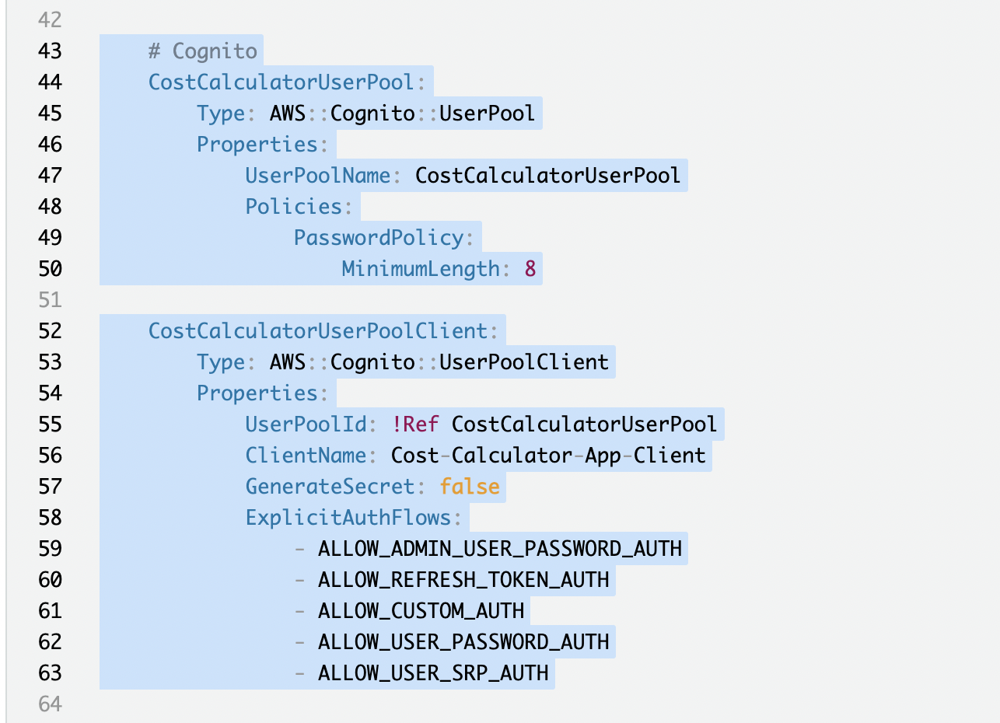 42
43 # Cognito
44 CostCalculatorUserPool:
45 Type: AWS::Cognito::UserPool
46 Properties:
47 UserPoolName: CostCalculatorUserPool
48 Policies:
49 PasswordPolicy:
50 MinimumLength: 8
51
52 CostCalculatorUserPoolClient:
53 Type: AWS::Cognito::UserPoolClient
54 Properties:
55 UserPoolId: !Ref CostCalculatorUserPool
56 ClientName: Cost-Calculator-App-Client
57 GenerateSecret: false
58 ExplicitAuthFlows:
59 - ALLOW_ADMIN_USER_PASSWORD_AUTH
60 - ALLOW_REFRESH_TOKEN_AUTH
61 - ALLOW_CUSTOM_AUTH
62 - ALLOW_USER_PASSWORD_AUTH
63 - ALLOW_USER_SRP_AUTH
64